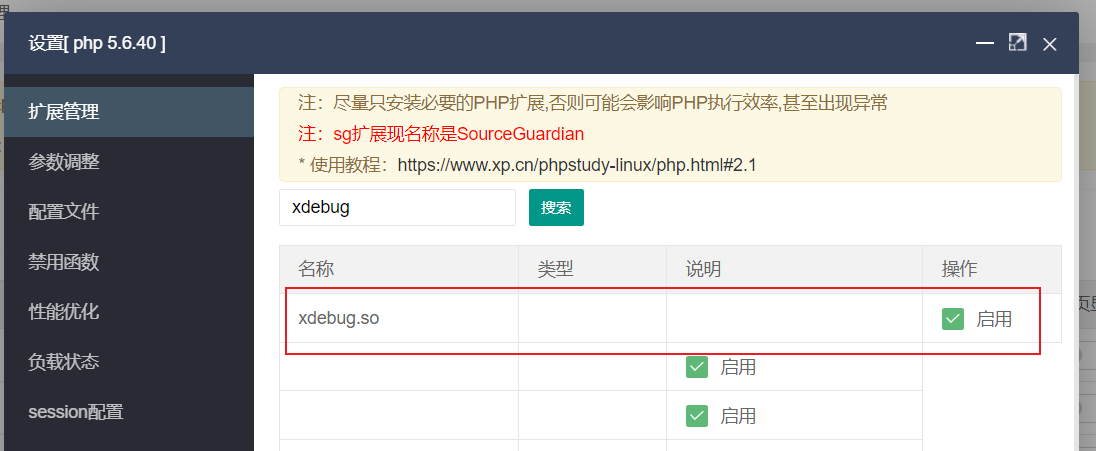 设置[ php 5.6.40 ]
扩展管理
参数调整
配置文件
禁用函数
性能优化
负载状态
session配置
注：尽量只安装必要的PHP扩展,否则可能会影响PHP执行效率,甚至出现异常
注：sg扩展现名称是SourceGuardian
* 使用教程：https://www.xp.cn/phpstudy-linux/php.html#2.1
xdebug 搜索
名称 类型 说明 操作
xdebug.so 启用
启用
启用